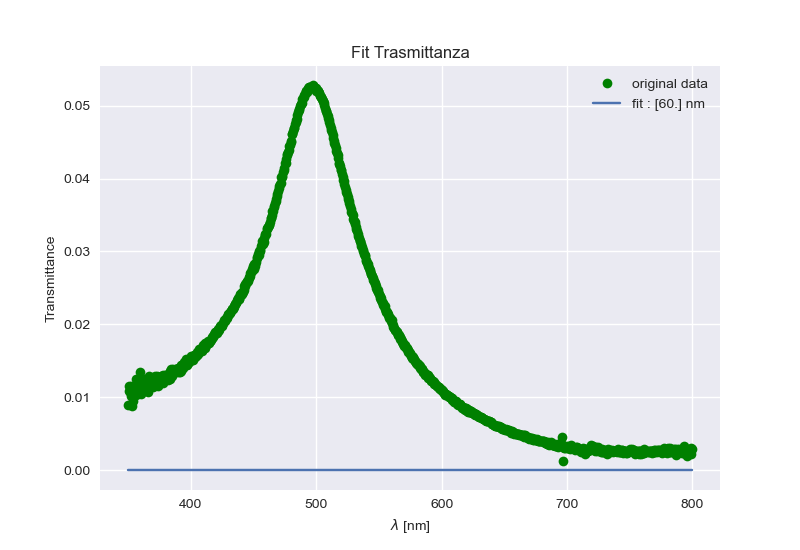 Fit Trasmittanza
original data
fit : [60.] nm
Transmittance
0.05
0.04
0.03
0.02
0.01
0.00
400 500 600 700 800
λ [nm]